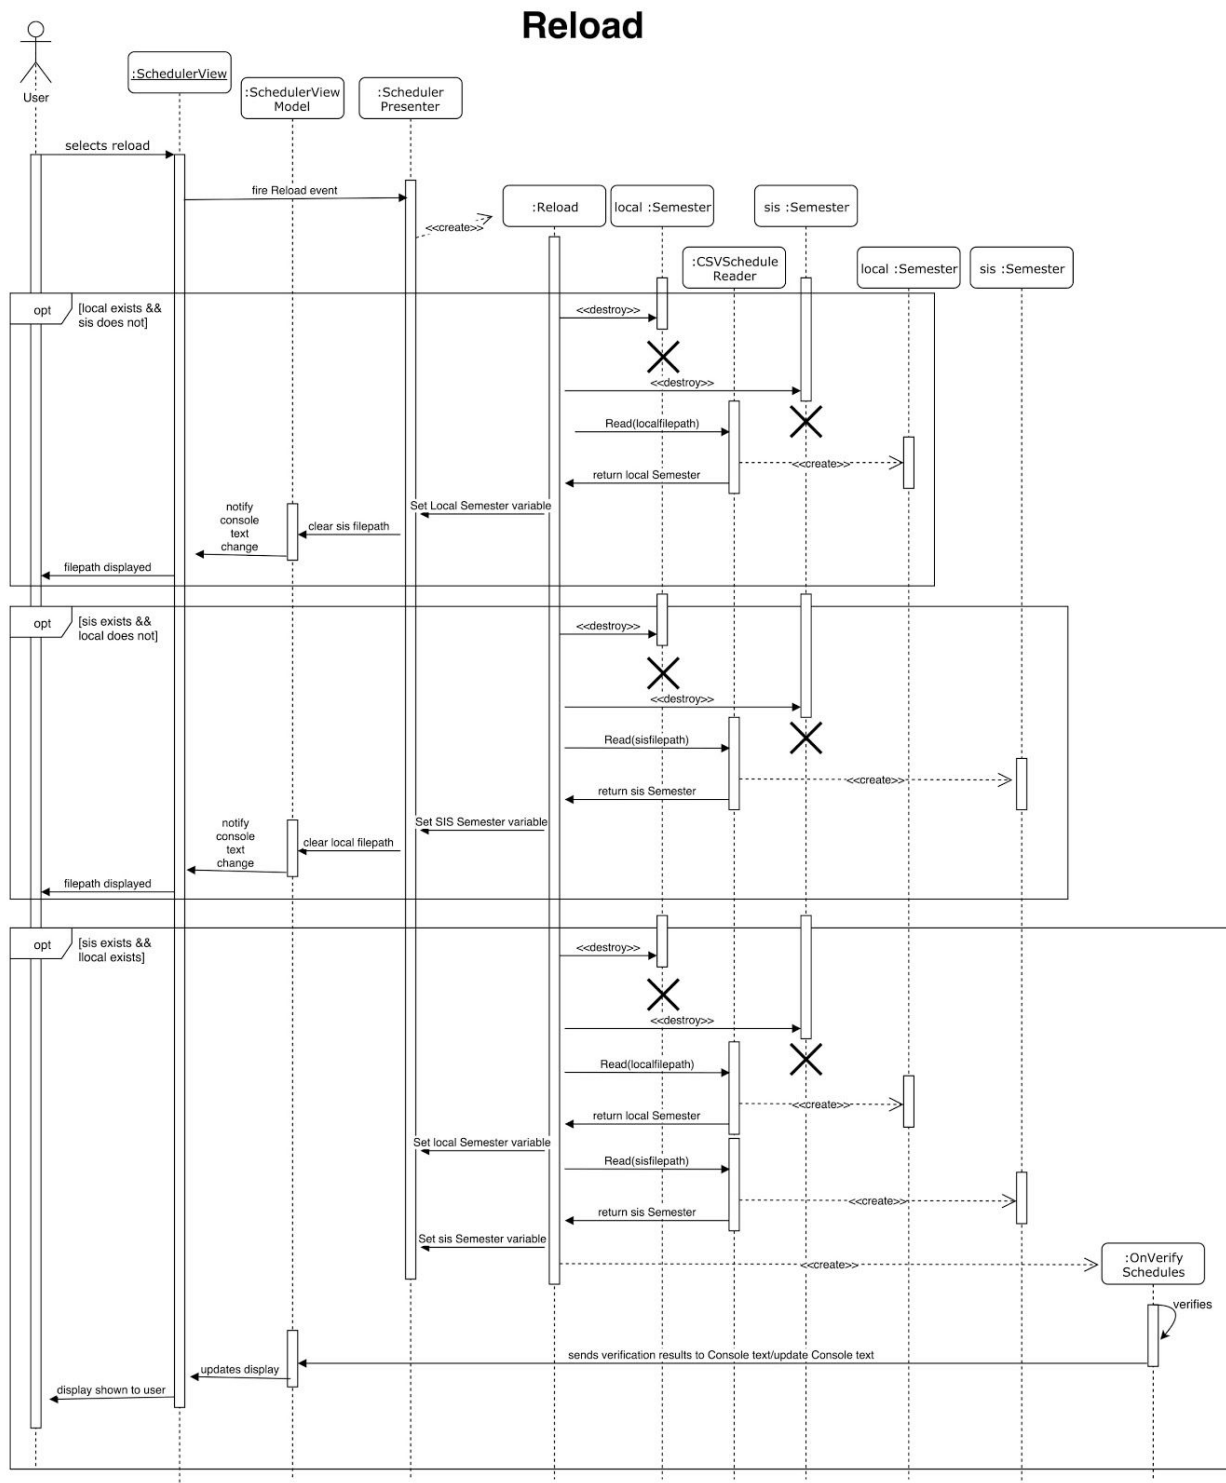 Reload
User
:SchedulerView
:SchedulerView
Model
:Scheduler
Presenter
selects reload
fire Reload event
<<create>>
:Reload
local :Semester
sis :Semester
:CSVSchedule
Reader
local :Semester
sis :Semester
opt
[local exists &&
sis does not]
<<destroy>>
<<destroy>>
Read(localfilepath)
<<create>>
return local Semester
Set Local Semester variable
clear sis filepath
notify
console
text
change
filepath displayed
opt
[sis exists &&
local does not]
<<destroy>>
<<destroy>>
Read(sisfilepath)
<<create>>
return sis Semester
Set SIS Semester variable
clear local filepath
notify
console
text
change
filepath displayed
opt
[sis exists &&
llocal exists]
<<destroy>>
<<destroy>>
Read(localfilepath)
<<create>>
return local Semester
Set local Semester variable
Read(sisfilepath)
<<create>>
return sis Semester
Set sis Semester variable
<<create>>
:OnVerify
Schedules
verifies
sends verification results to Console text/update Console text
updates display
display shown to user